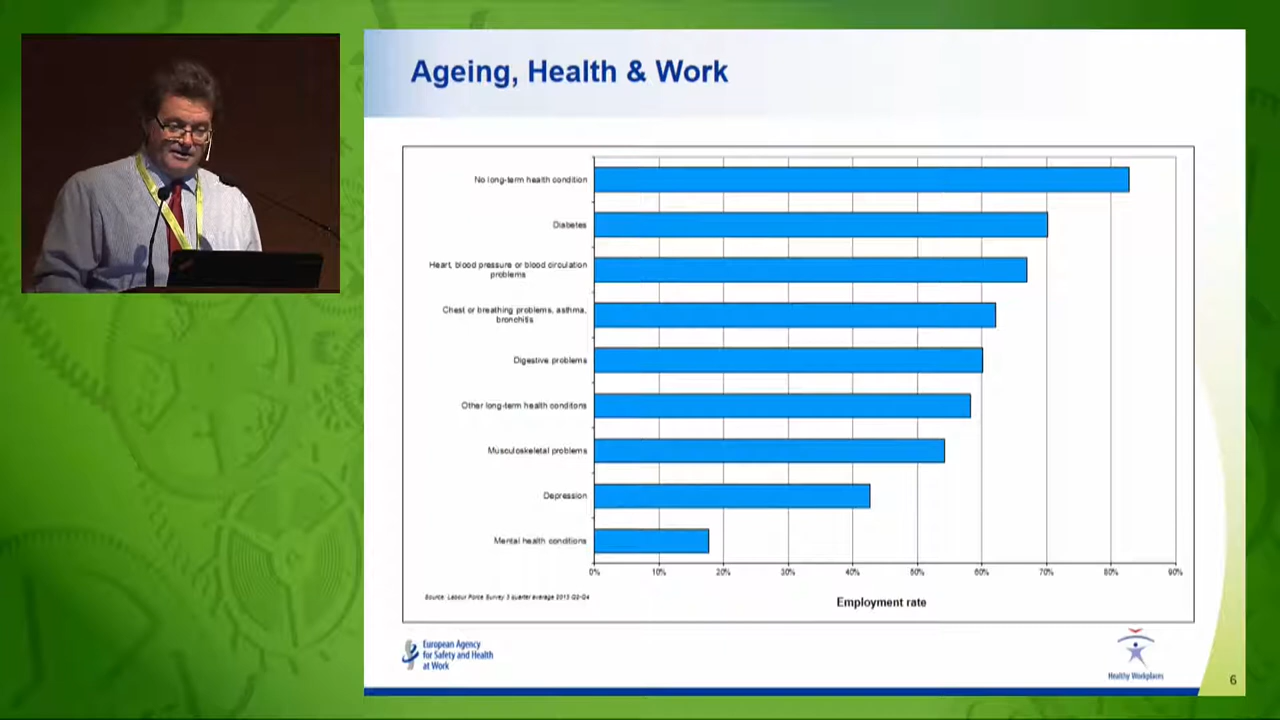 Ageing, Health & Work
No long-term health condition
Diabetes
Heart, blood pressure or blood circulation
problems
Chest or breathing problems, asthma,
bronchitis
Digestive problems
Other long-term health conditions
Musculoskeletal problems
Depression
Mental health conditions
0% 10% 20% 30% 40% 50% 60% 70% 80% 90%
Source: Labour Force Survey 3 quarter average 2013 Q2-Q4
Employment rate
European Agency
for Safety and Health
at Work
Healthy Workplaces
6